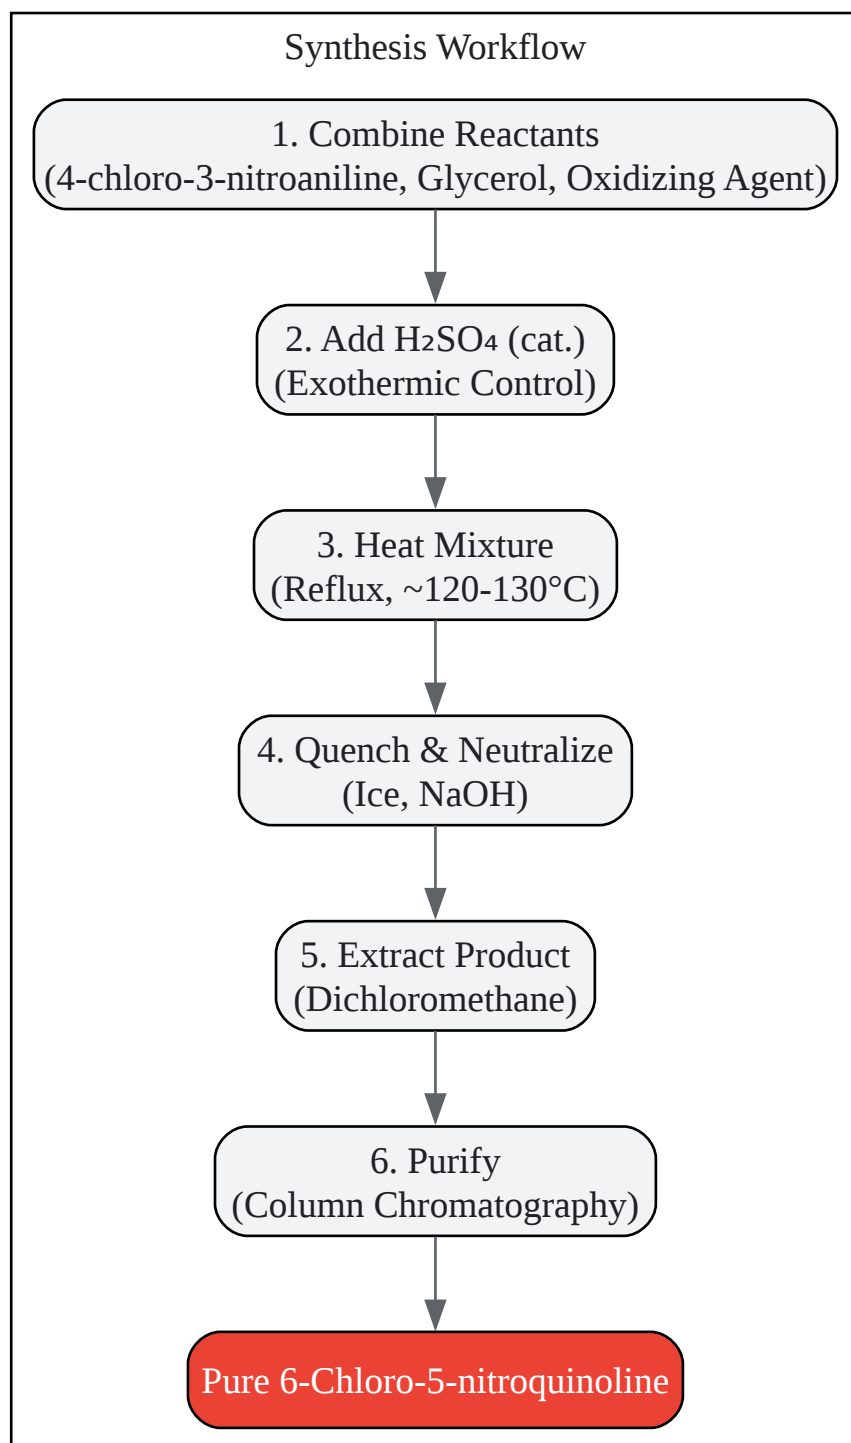 Synthesis Workflow
1. Combine Reactants
(4-chloro-3-nitroaniline, Glycerol, Oxidizing Agent)
2. Add H₂SO₄ (cat.)
(Exothermic Control)
3. Heat Mixture
(Reflux, ~120-130°C)
4. Quench & Neutralize
(Ice, NaOH)
5. Extract Product
(Dichloromethane)
6. Purify
(Column Chromatography)
Pure 6-Chloro-5-nitroquinoline